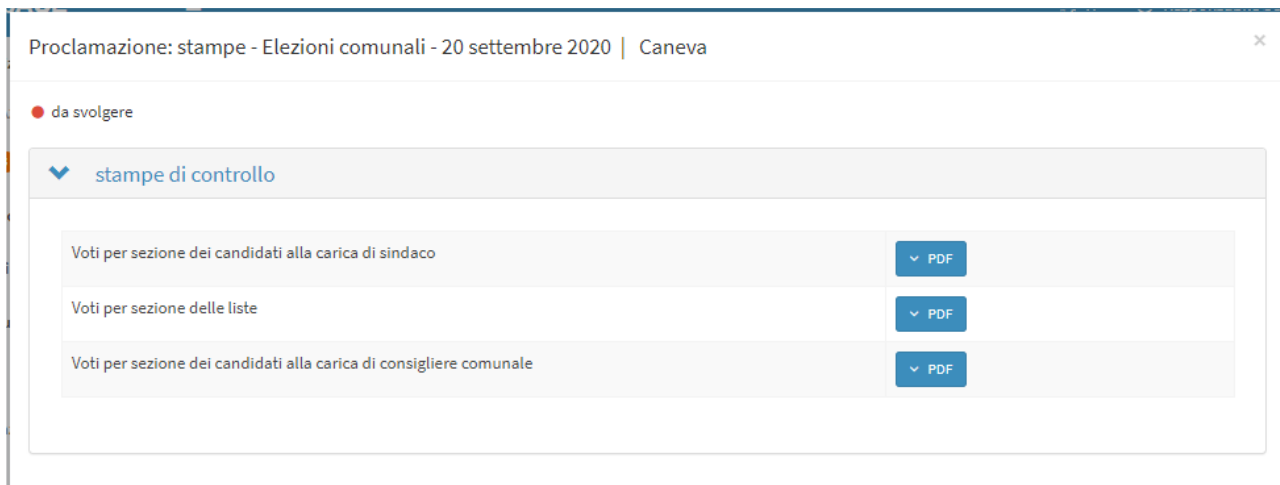 Proclamazione: stampe - Elezioni comunali - 20 settembre 2020 | Caneva ×
da svolgere
stampe di controllo
Voti per sezione dei candidati alla carica di sindaco PDF
Voti per sezione delle liste PDF
Voti per sezione dei candidati alla carica di consigliere comunale PDF